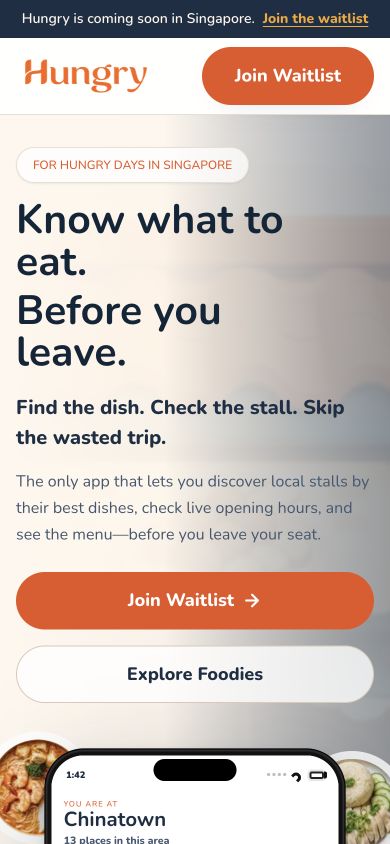 Hungry is coming soon in Singapore. Join the waitlist
Hungry
Join Waitlist
FOR HUNGRY DAYS IN SINGAPORE
Know what to
eat.
Before you
leave.
Find the dish. Check the stall. Skip
the wasted trip.
The only app that lets you discover local stalls by
their best dishes, check live opening hours, and
see the menu—before you leave your seat.
Join Waitlist →
Explore Foodies
1:42
YOU ARE AT
Chinatown
13 places in this area